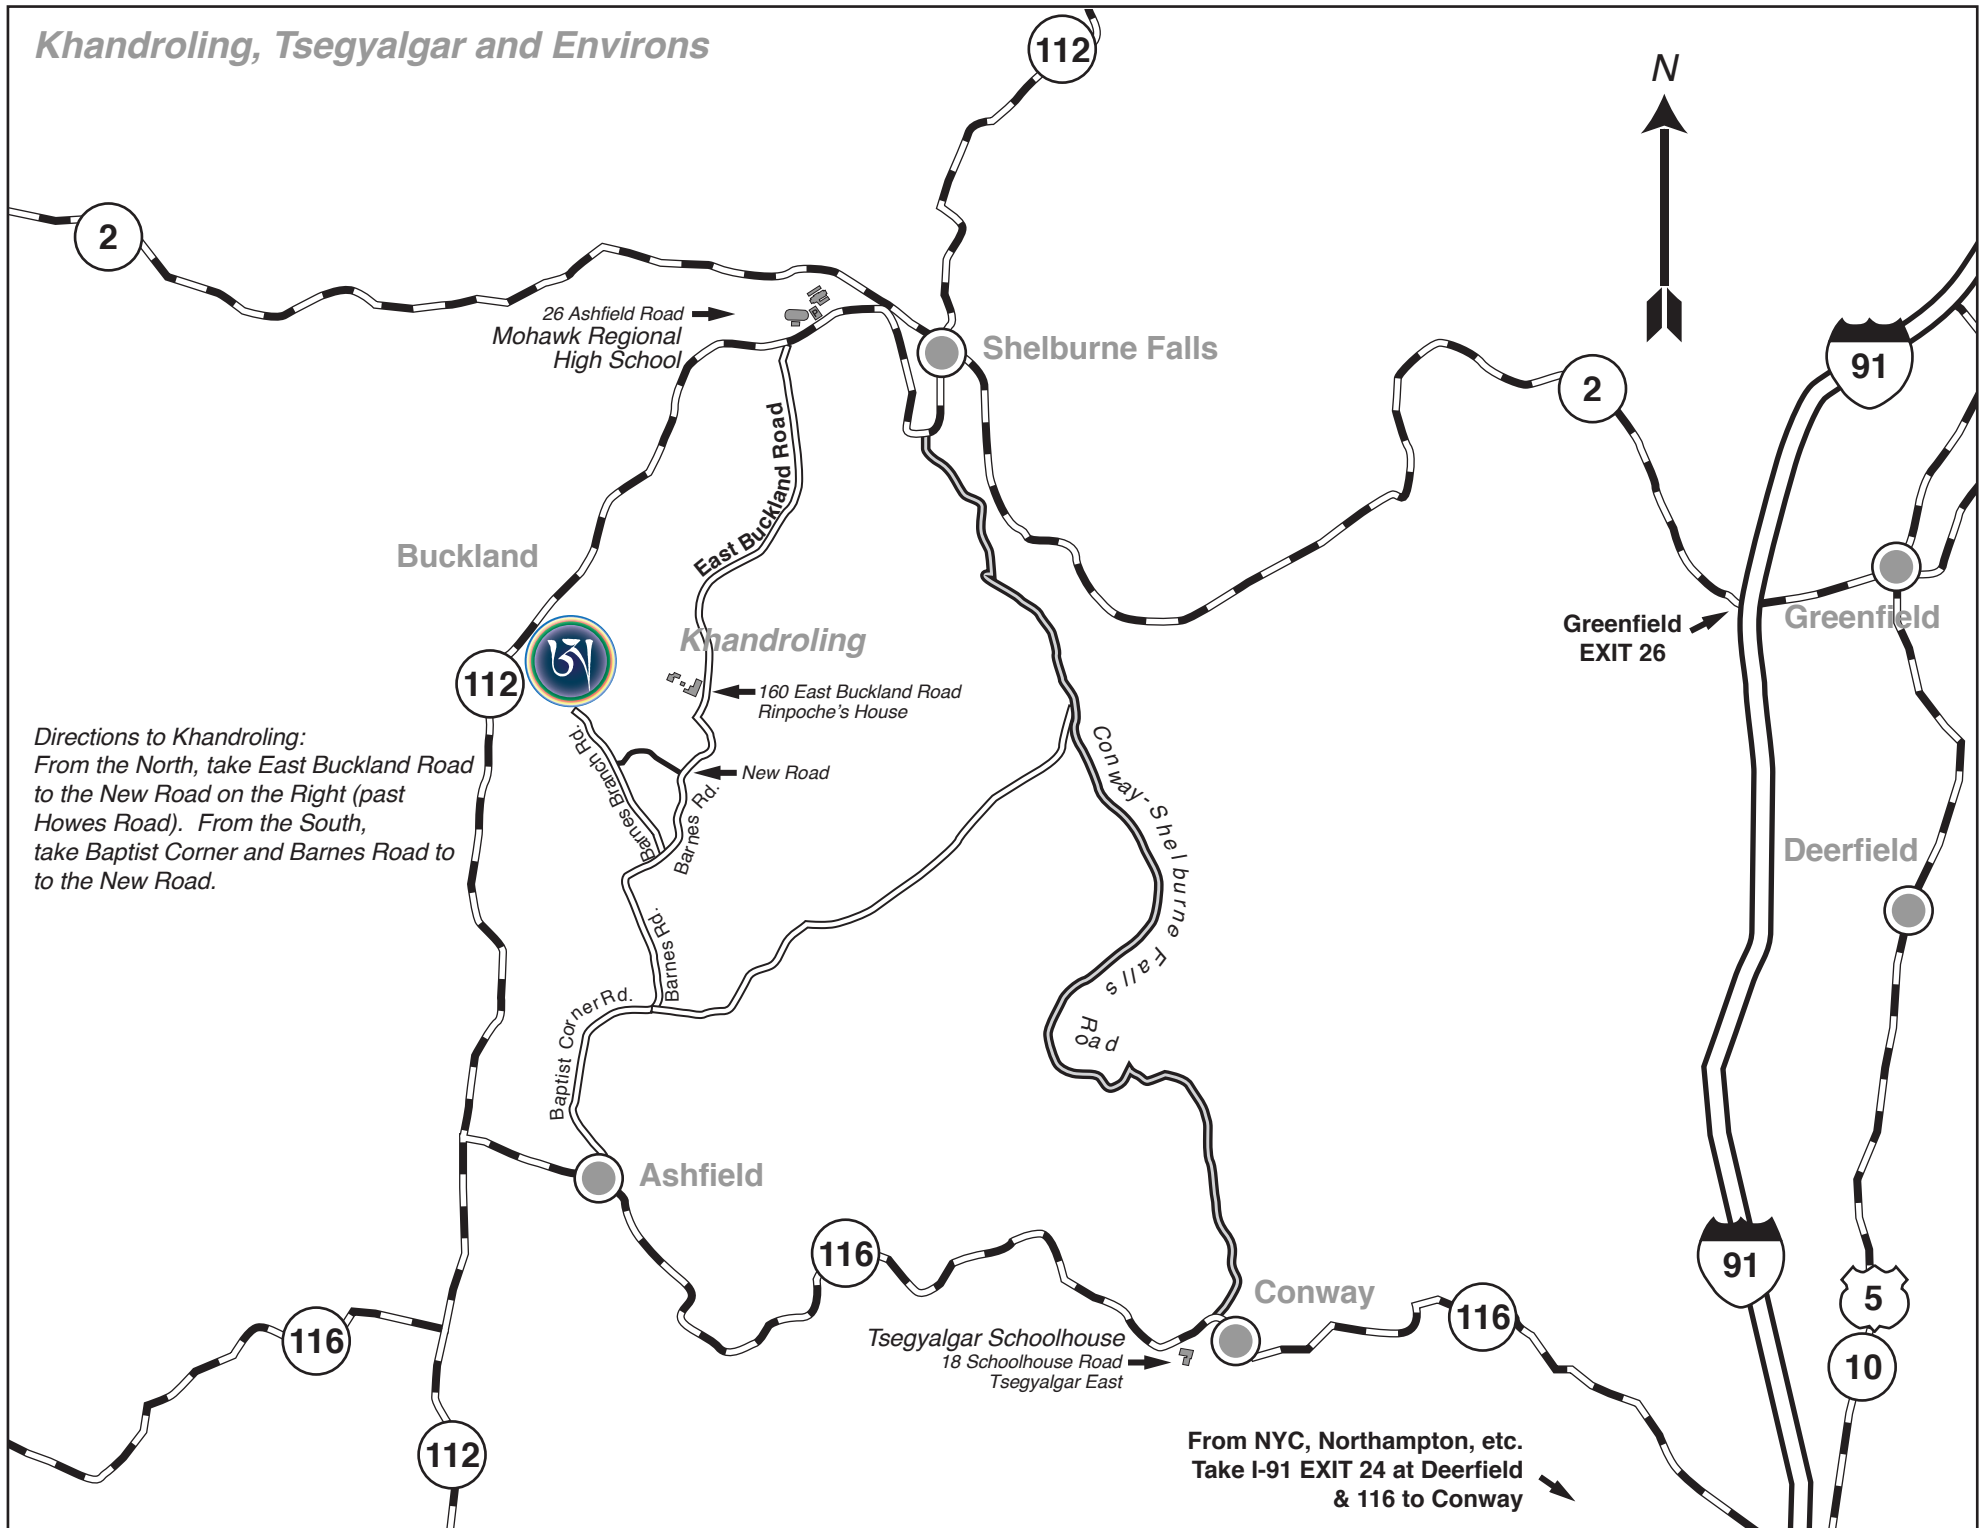 Khandroling, Tsegyalgar and Environs
112
N
2
26 Ashfield Road
Mohawk Regional
High School
Shelburne Falls
2
91
East Buckland Road
Buckland
Khandroling
Greenfield
EXIT 26
Greenfield
ཨ
112
160 East Buckland Road
Rinpoche's House
Directions to Khandroling:
From the North, take East Buckland Road
to the New Road on the Right (past
Howes Road).  From the South,
take Baptist Corner and Barnes Road to
to the New Road.
Barnes Branch Rd.
New Road
Barnes Rd.
Conway-Shelburne Falls Road
Deerfield
Barnes Rd.
Baptist Corner Rd.
Ashfield
116
91
Conway
116
5
116
Tsegyalgar Schoolhouse
18 Schoolhouse Road
Tsegyalgar East
10
112
From NYC, Northampton, etc.
Take I-91 EXIT 24 at Deerfield
& 116 to Conway